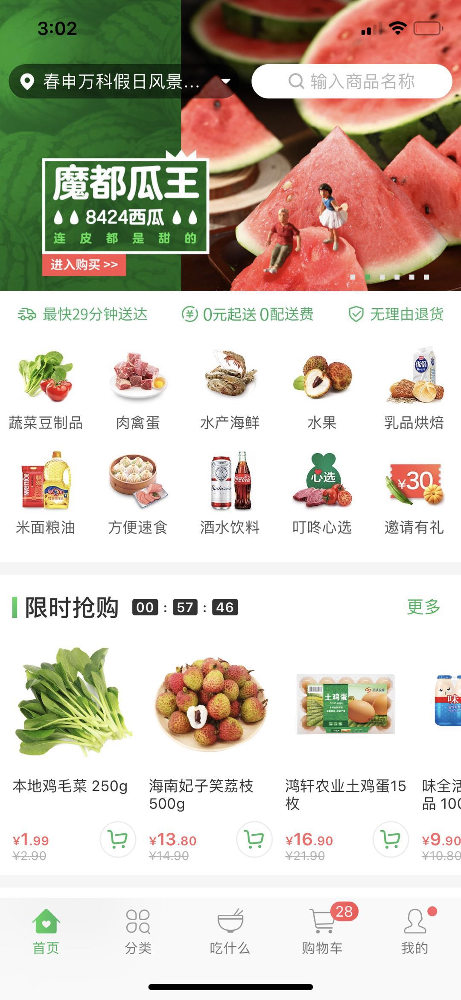 3:02
春申万科假日风景...
输入商品名称
魔都瓜王
8424西瓜
连皮都是甜的
进入购买 >>
最快29分钟送达
0元起送 0配送费
无理由退货
优倍
UBEST
蔬菜豆制品
肉禽蛋
水产海鲜
水果
乳品烘焙
Budweiser
Coca-Cola
心选
¥30
米面粮油
方便速食
酒水饮料
叮咚心选
邀请有礼
限时抢购
00 : 57 : 46
更多
鸿轩农业
土鸡蛋
Fresh eggs
味
本地鸡毛菜 250g
海南妃子笑荔枝
500g
鸿轩农业土鸡蛋15
枚
味全活
品 100
¥1.99
¥13.80
¥16.90
¥9.90
¥2.90
¥14.90
¥21.90
¥10.80
28
首页
分类
吃什么
购物车
我的